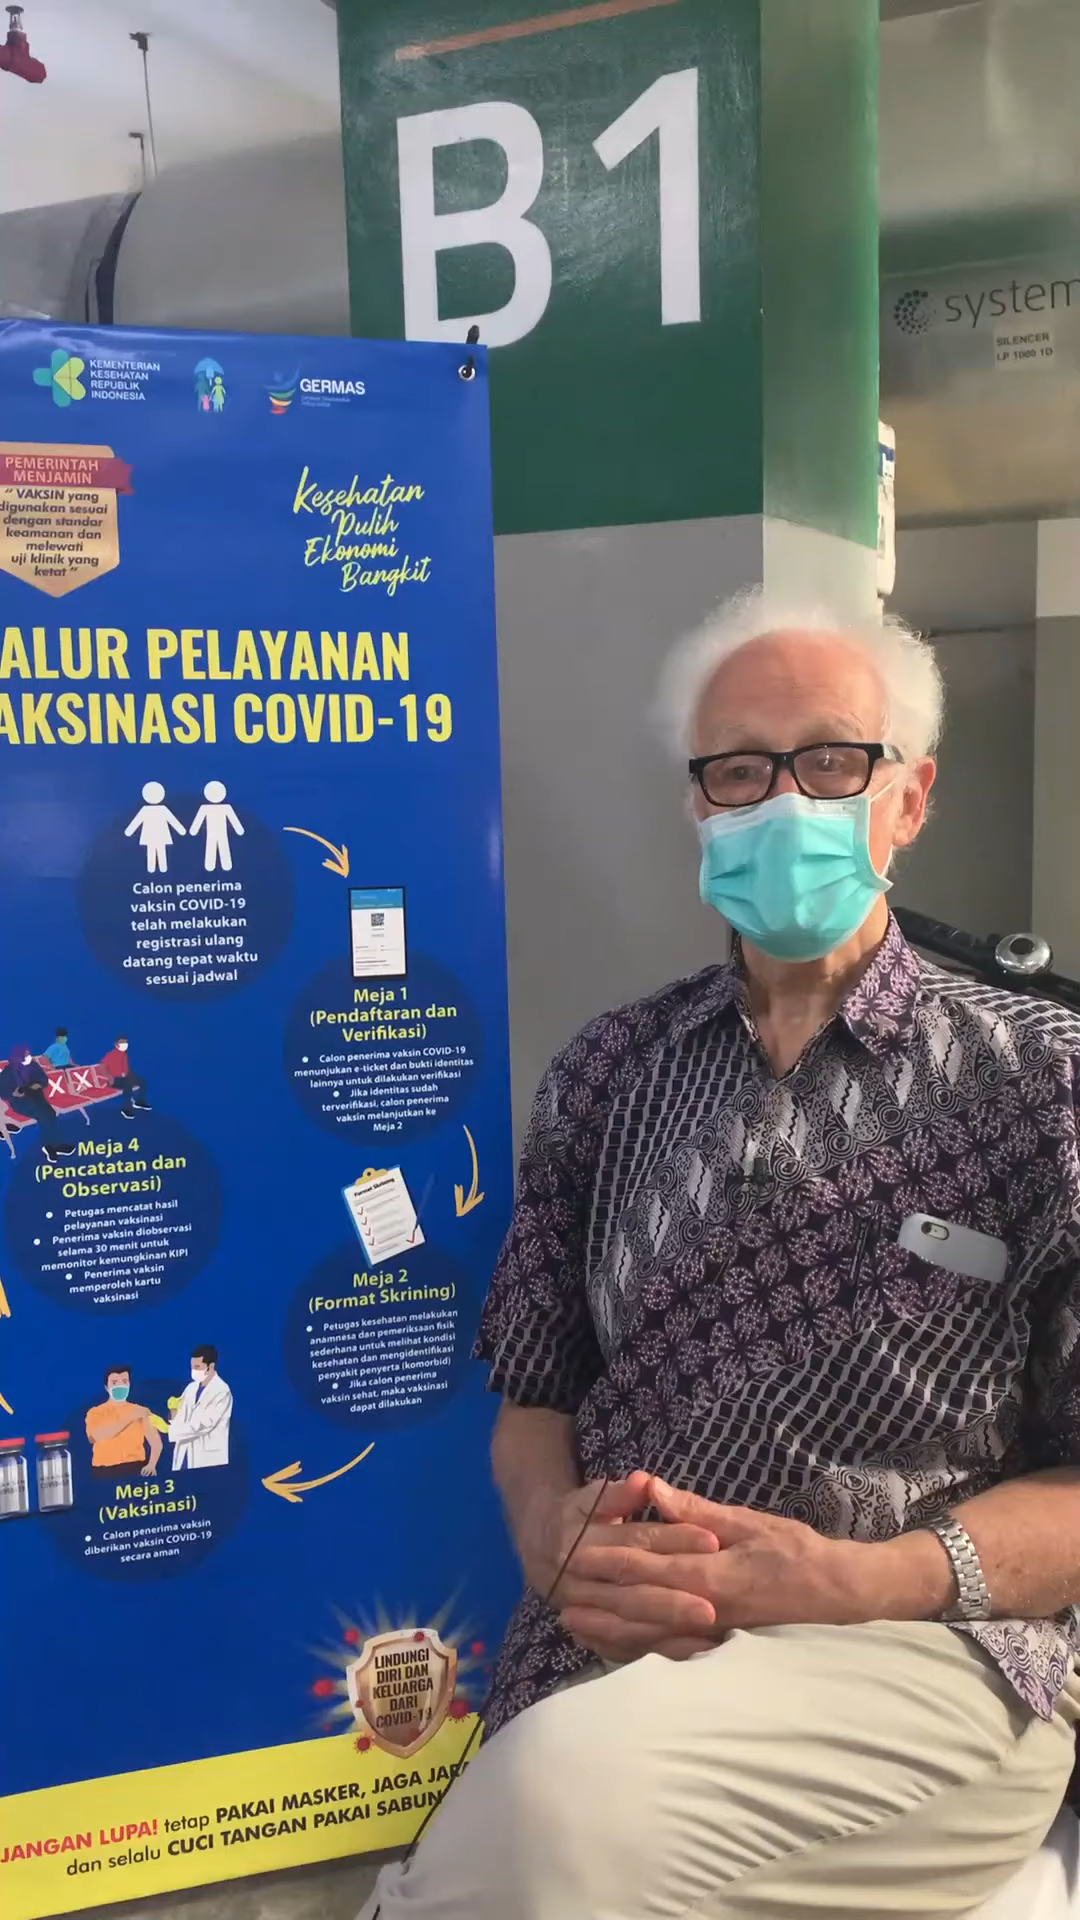 B1
system
SILENCER
LP 1000 1D
KEMENTERIAN
KESEHATAN
REPUBLIK
INDONESIA
GERMAS
PEMERINTAH
MENJAMIN
" VAKSIN yang
digunakan sesuai
dengan standar
keamanan dan
melewati
uji klinik yang
ketat "
Kesehatan
Pulih
Ekonomi
Bangkit
ALUR PELAYANAN
AKSINASI COVID-19
Calon penerima
vaksin COVID-19
telah melakukan
registrasi ulang
datang tepat waktu
sesuai jadwal
Meja 1
(Pendaftaran dan
Verifikasi)
• Calon penerima vaksin COVID-19
menunjukan e-ticket dan bukti identitas
lainnya untuk dilakukan verifikasi
• Jika identitas sudah
terverifikasi, calon penerima
vaksin melanjutkan ke
Meja 2
Format Skrining
Meja 2
(Format Skrining)
• Petugas kesehatan melakukan
anamnesa dan pemeriksaan fisik
sederhana untuk melihat kondisi
kesehatan dan mengidentifikasi
penyakit penyerta (komorbid)
• Jika calon penerima
vaksin sehat, maka vaksinasi
dapat dilakukan
Meja 3
(Vaksinasi)
• Calon penerima vaksin
diberikan vaksin COVID-19
secara aman
Meja 4
(Pencatatan dan
Observasi)
• Petugas mencatat hasil
pelayanan vaksinasi
• Penerima vaksin diobservasi
selama 30 menit untuk
memonitor kemungkinan KIPI
• Penerima vaksin
memperoleh kartu
vaksinasi
LINDUNGI
DIRI DAN
KELUARGA
DARI
COVID-19
JANGAN LUPA! tetap PAKAI MASKER, JAGA JARA
dan selalu CUCI TANGAN PAKAI SABUN